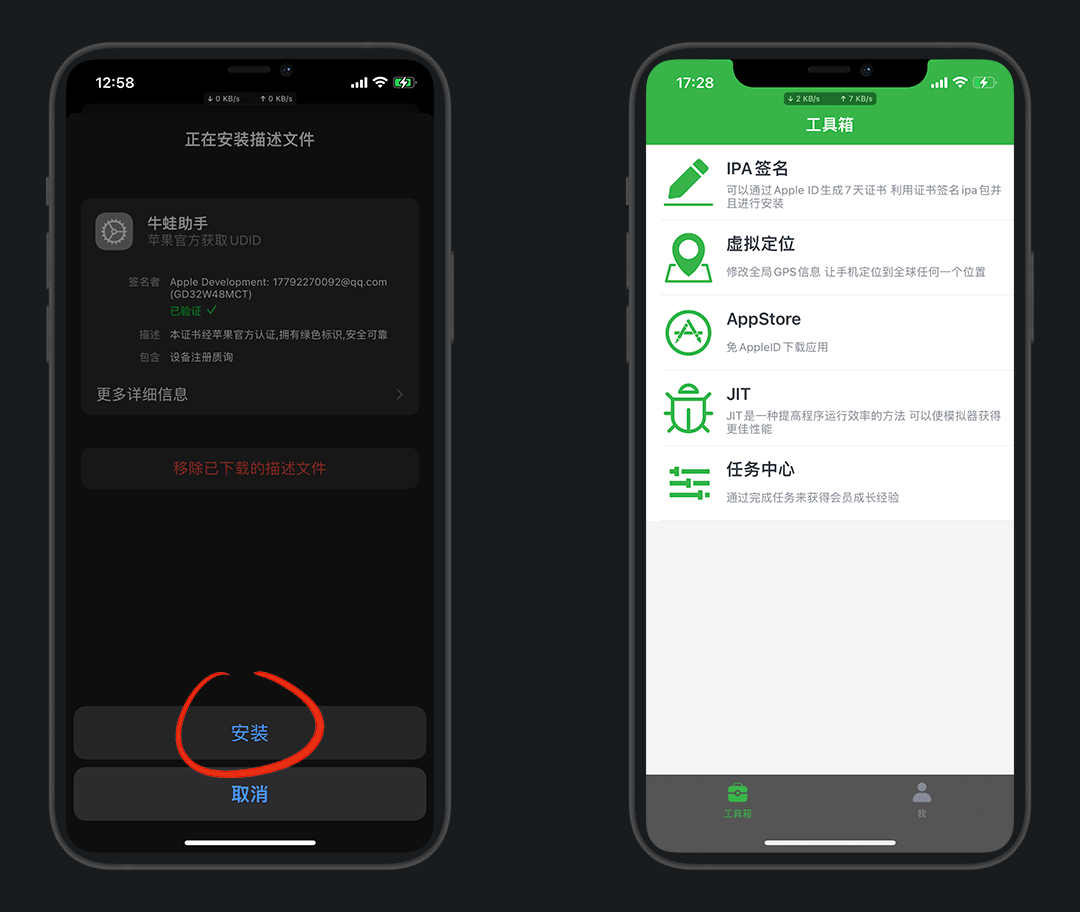 12:58
↓ 0 KB/s ↑ 0 KB/s
正在安装描述文件
牛蛙助手
苹果官方获取UDID
签名者 Apple Development: 17792270092@qq.com
(GD32W48MCT)
已验证 ✓
描述 本证书经苹果官方认证,拥有绿色标识,安全可靠
包含 设备注册质询
更多详细信息
移除已下载的描述文件
安装
取消
17:28
↓ 2 KB/s ↑ 7 KB/s
工具箱
IPA签名
可以通过Apple ID生成7天证书 利用证书签名ipa包并
且进行安装
虚拟定位
修改全局GPS信息 让手机定位到全球任何一个位置
AppStore
免AppleID下载应用
JIT
JIT是一种提高程序运行效率的方法 可以使模拟器获得
更佳性能
任务中心
通过完成任务来获得会员成长经验
工具箱
我